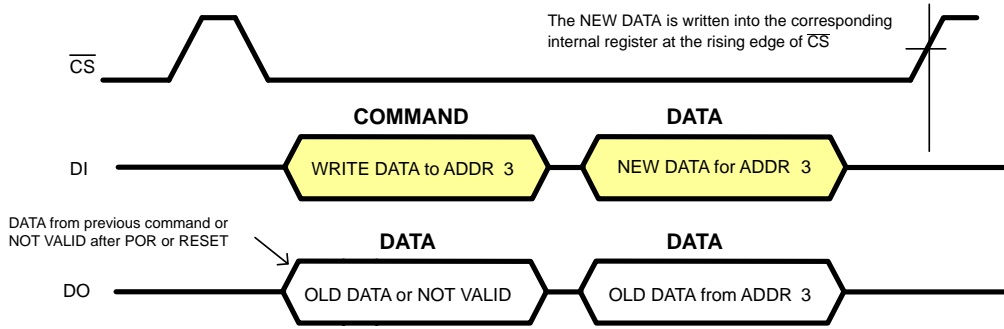 The NEW DATA is written into the corresponding
internal register at the rising edge of CS
CS
COMMAND
DATA
DI
WRITE DATA to ADDR 3
NEW DATA for ADDR 3
DATA from previous command or
NOT VALID after POR or RESET
DATA
DATA
DO
OLD DATA or NOT VALID
OLD DATA from ADDR 3